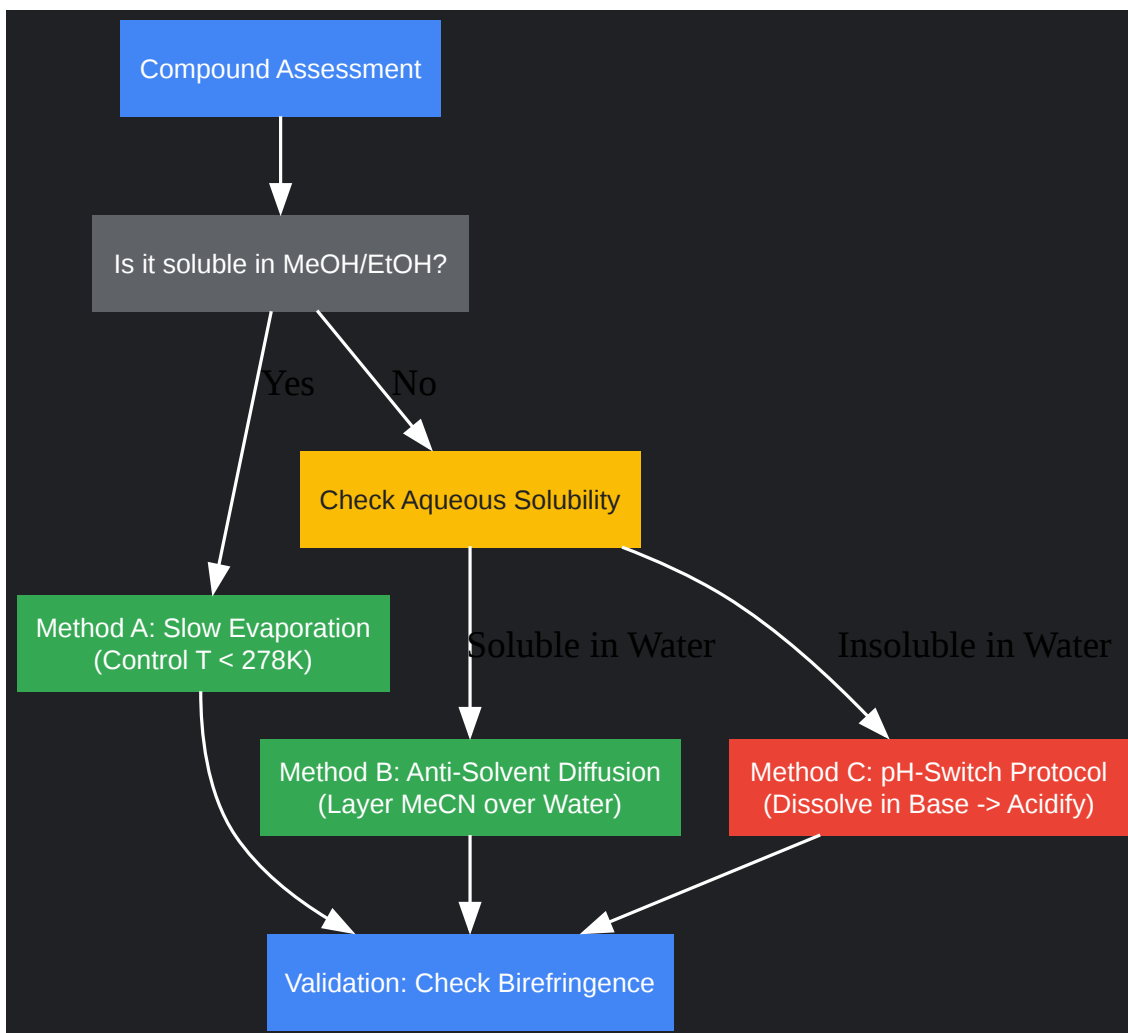 Compound Assessment
Is it soluble in MeOH/EtOH?
Yes
No
Check Aqueous Solubility
Method A: Slow Evaporation
(Control T < 278K)
Soluble in Water
Insoluble in Water
Method B: Anti-Solvent Diffusion
(Layer MeCN over Water)
Method C: pH-Switch Protocol
(Dissolve in Base -> Acidify)
Validation: Check Birefringence